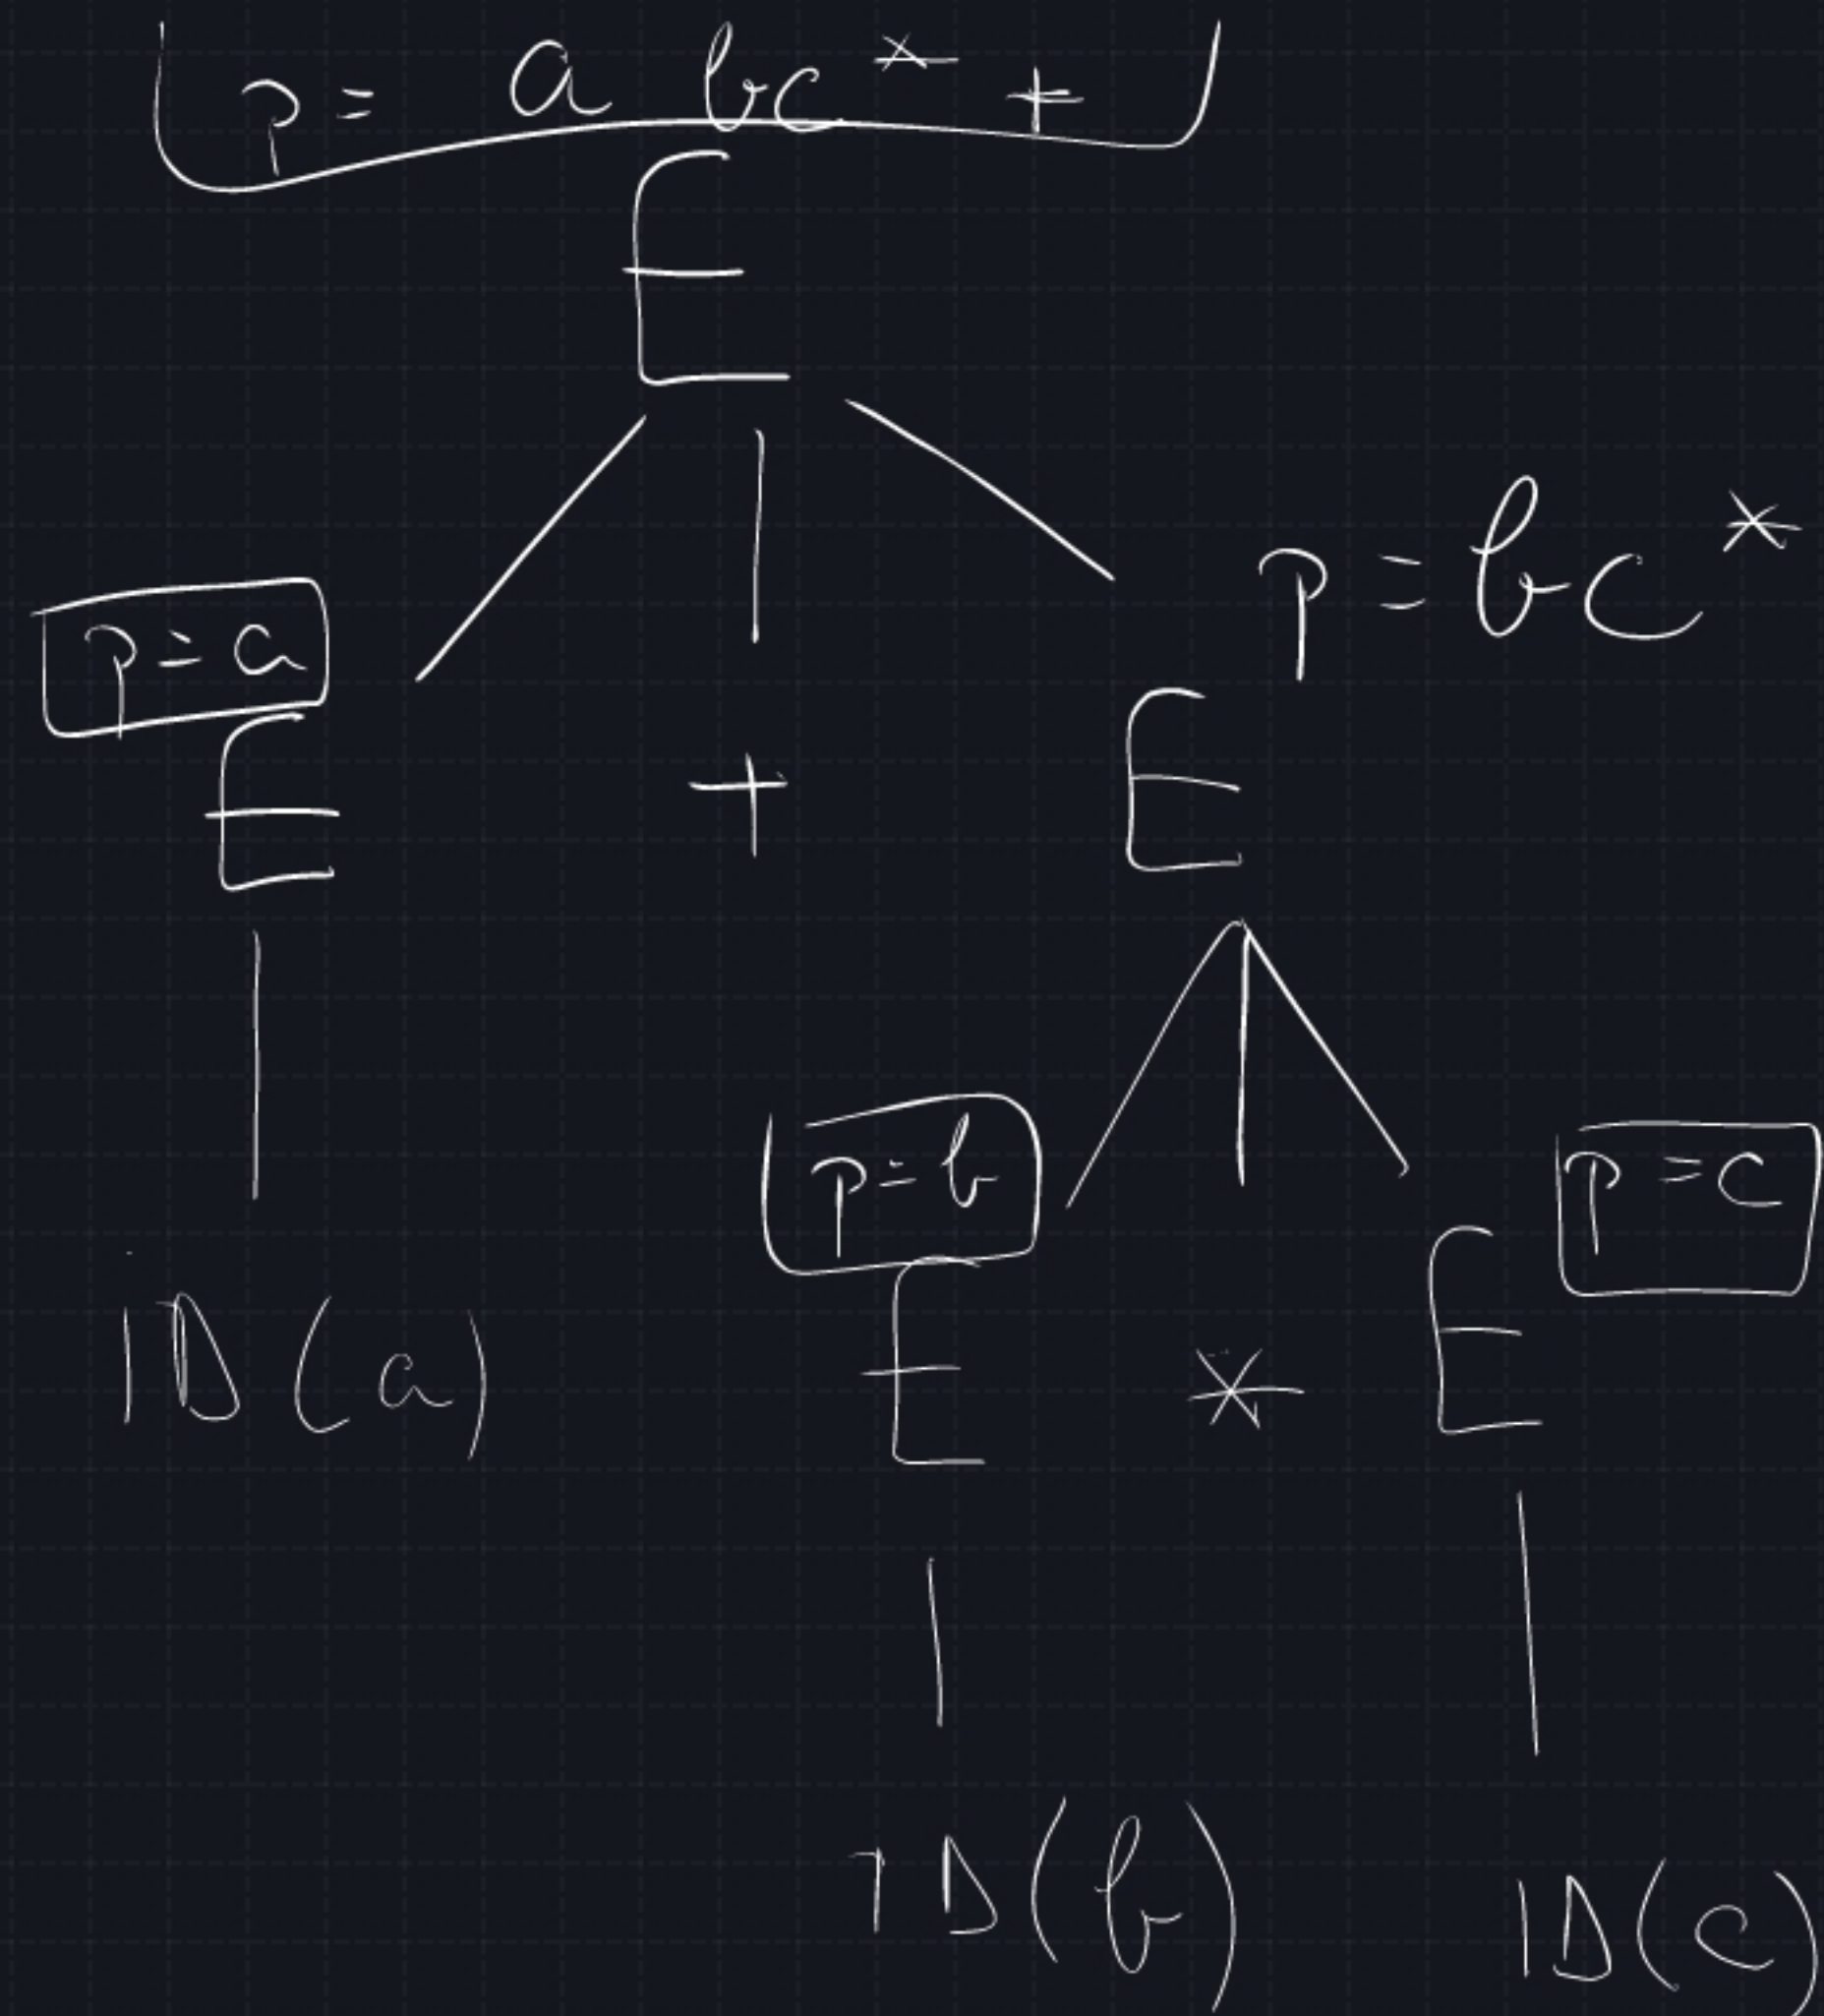 p = a bc * +
E
p = bc *
p = a
E + E
p = b p = c
E * E
ID(a)
ID(b) ID(c)